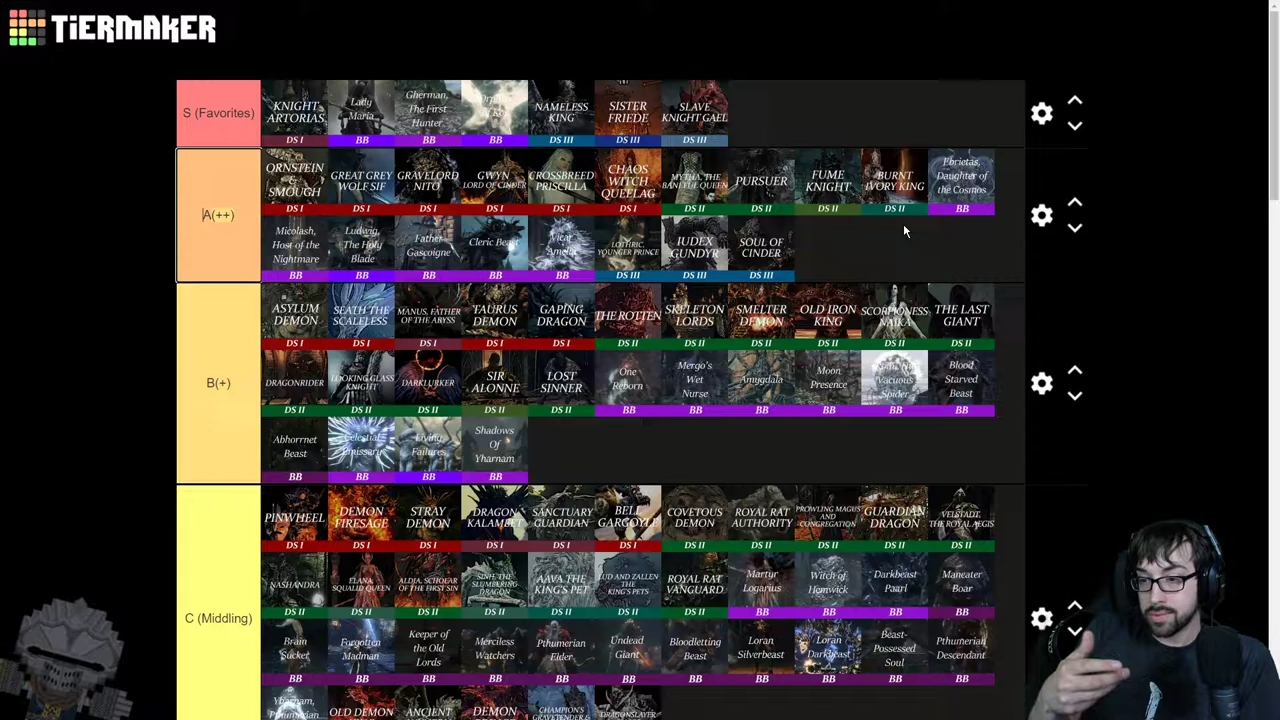 TIERMAKER
S (Favorites)
KNIGHT ARTORIAS
DS I
Lady Maria
BB
Gherman, The First Hunter
BB
BB
NAMELESS KING
DS III
SISTER FRIEDE
DS III
SLAVE KNIGHT GAEL
DS III
A(++)
ORNSTEIN SMOUGH
DS I
GREAT GREY WOLF SIF
DS I
GRAVELORD NITO
DS I
GWYN LORD OF CINDER
DS I
CROSSBREED PRISCILLA
DS I
CHAOS WITCH QUEELAG
DS I
MYTHA, THE BANEFUL QUEEN
DS II
PURSUER
DS II
FUME KNIGHT
DS II
BURNT IVORY KING
DS II
Ebrietas, Daughter of the Cosmos
BB
Micolash, Host of the Nightmare
BB
Ludwig, The Holy Blade
BB
Father Gascoigne
BB
Cleric Beast
BB
Vicar Amelia
BB
LOTHRIC, YOUNGER PRINCE
DS III
IUDEX GUNDYR
DS III
SOUL OF CINDER
DS III
B(+)
ASYLUM DEMON
DS I
SEATH THE SCALELESS
DS I
MANUS, FATHER OF THE ABYSS
DS I
TAURUS DEMON
DS I
GAPING DRAGON
DS I
THE ROTTEN
DS II
SKELETON LORDS
DS II
SMELTER DEMON
DS II
OLD IRON KING
DS II
SCORPIONESS NAJKA
DS II
THE LAST GIANT
DS II
DRAGONRIDER
DS II
LOOKING GLASS KNIGHT
DS II
DARKLURKER
DS II
SIR ALONNE
DS II
LOST SINNER
DS II
One Reborn
BB
Mergo's Wet Nurse
BB
Amygdala
BB
Moon Presence
BB
Vacuous Spider
BB
Blood Starved Beast
BB
Abhorrnet Beast
BB
Celestial Emissary
BB
Living Failures
BB
Shadows Of Yharnam
BB
C (Middling)
PINWHEEL
DS I
DEMON FIRESAGE
DS I
STRAY DEMON
DS I
DRAGON KALAMEET
DS I
SANCTUARY GUARDIAN
DS I
BELL GARGOYLE
DS I
COVETOUS DEMON
DS II
ROYAL RAT AUTHORITY
DS II
PROWLING MAGUS AND CONGREGATION
DS II
GUARDIAN DRAGON
DS II
VELSTADT, THE ROYAL AEGIS
DS II
NASHANDRA
DS II
ELANA, SQUALID QUEEN
DS II
ALDIA, SCHOLAR OF THE FIRST SIN
DS II
SINH, THE SLUMBERING DRAGON
DS II
AAVA THE KING'S PET
DS II
LUD AND ZALLEN THE KING'S PETS
DS II
ROYAL RAT VANGUARD
DS II
Martyr Logarius
BB
Witch of Hemwick
BB
Darkbeast Paarl
BB
Maneater Boar
BB
Brain Sucker
BB
Forgotten Madman
BB
Keeper of the Old Lords
BB
Merciless Watchers
BB
Pthumerian Elder
BB
Undead Giant
BB
Bloodletting Beast
BB
Loran Silverbeast
BB
Loran Darkbeast
BB
Beast-Possessed Soul
BB
Pthumerian Descendant
BB
Yharnam, Pthumerian
OLD DEMON
ANCIENT
DEMON
CHAMPION'S GRAVETENDER &
DRAGONSLAYER